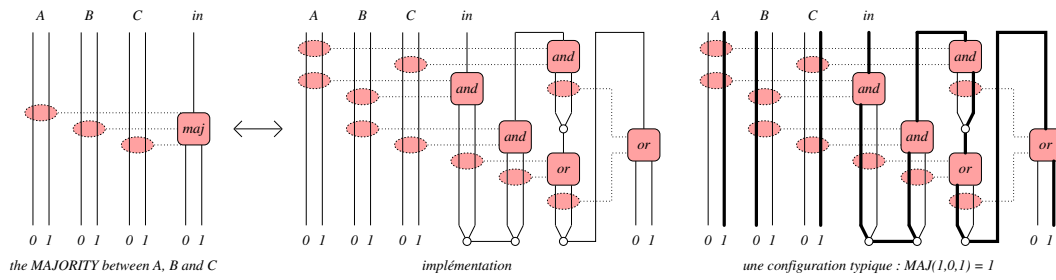 A B C in
maj
0 1 0 1 0 1 0 1
the MAJORITY between A, B and C
A B C in
and
and
and
or
or
0 1 0 1 0 1 0 1
implémentation
A B C in
and
and
and
or
or
0 1 0 1 0 1 0 1
une configuration typique : MAJ(1,0,1) = 1